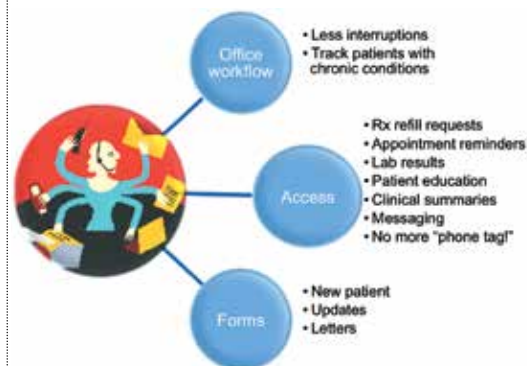 Office
workflow
• Less interruptions
• Track patients with
chronic conditions
Access
• Rx refill requests
• Appointment reminders
• Lab results
• Patient education
• Clinical summaries
• Messaging
• No more "phone tag!"
Forms
• New patient
• Updates
• Letters